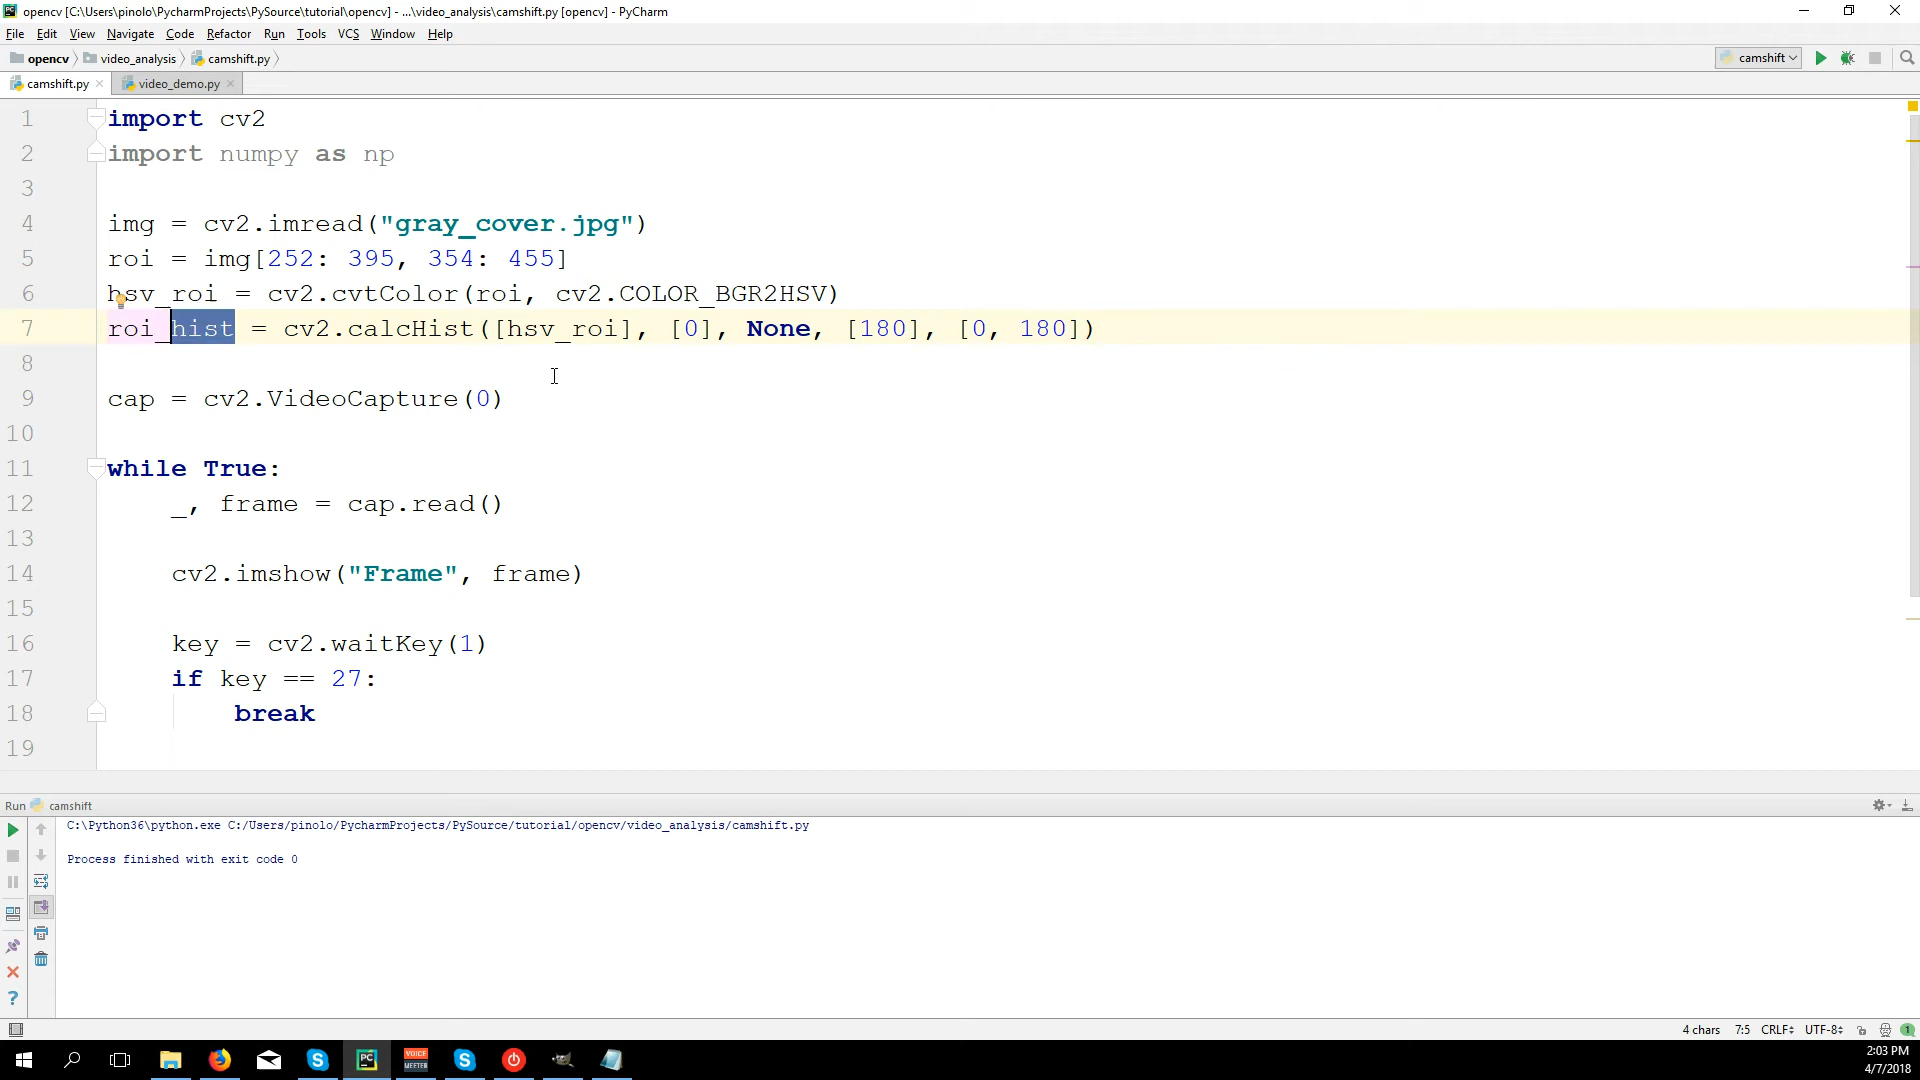 opencv [C:\Users\pinolo\PycharmProjects\PySource\tutorial\opencv] - ...\video_analysis\camshift.py [opencv] - PyCharm
File Edit View Navigate Code Refactor Run Tools VCS Window Help
opencv video_analysis camshift.py camshift
camshift.py video_demo.py
1 import cv2
2 import numpy as np
3
4 img = cv2.imread("gray_cover.jpg")
5 roi = img[252: 395, 354: 455]
6 hsv_roi = cv2.cvtColor(roi, cv2.COLOR_BGR2HSV)
7 roi_hist = cv2.calcHist([hsv_roi], [0], None, [180], [0, 180])
8
9 cap = cv2.VideoCapture(0)
10
11 while True:
12 _, frame = cap.read()
13
14 cv2.imshow("Frame", frame)
15
16 key = cv2.waitKey(1)
17 if key == 27:
18 break
19
Run camshift
C:\Python36\python.exe C:/Users/pinolo/PycharmProjects/PySource/tutorial/opencv/video_analysis/camshift.py
Process finished with exit code 0
4 chars 7:5 CRLF UTF-8 1
PC VOICE MEETER
2:03 PM
4/7/2018